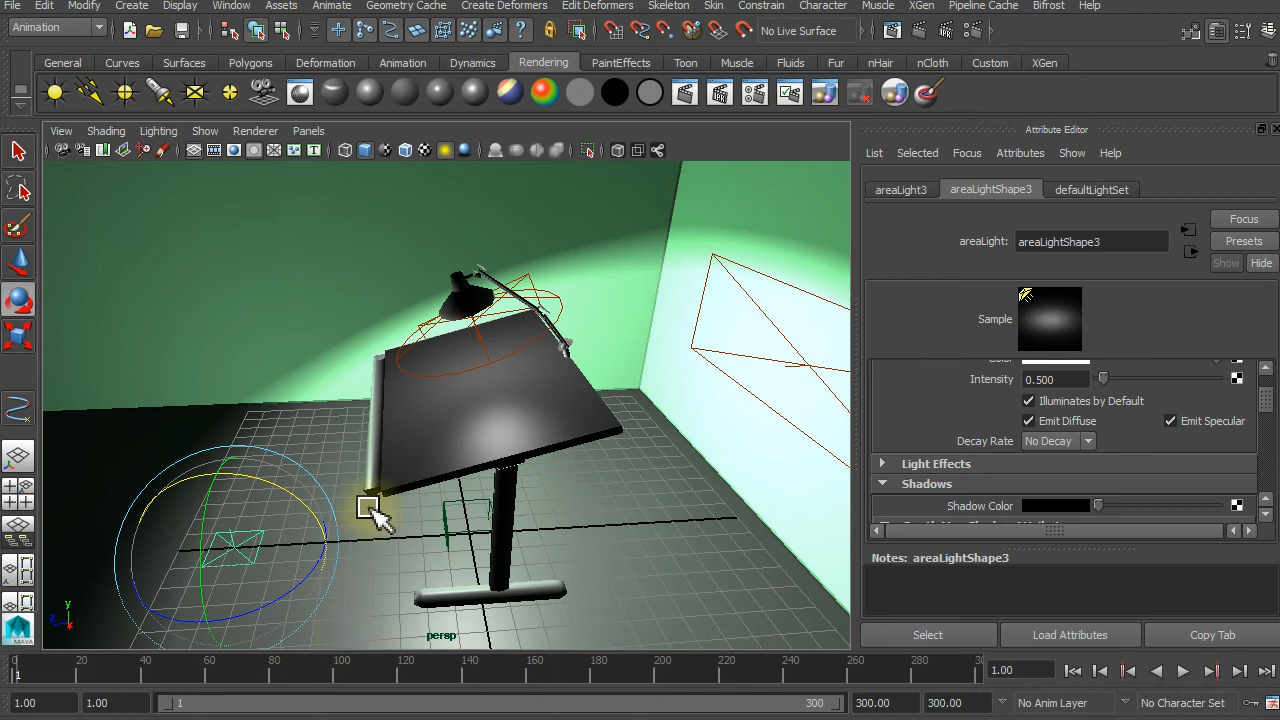 File Edit Modify Create Display Window Assets Animate Geometry Cache Create Deformers Edit Deformers Skeleton Skin Constrain Character Muscle XGen Pipeline Cache Bifrost Help
Animation No Live Surface
General Curves Surfaces Polygons Deformation Animation Dynamics Rendering PaintEffects Toon Muscle Fluids Fur nHair nCloth Custom XGen
View Shading Lighting Show Renderer Panels
Attribute Editor
List Selected Focus Attributes Show Help
areaLight3 areaLightShape3 defaultLightSet
Focus
areaLight: areaLightShape3 Presets
Show Hide
Sample
Color
Intensity 0.500
Illuminates by Default
Emit Diffuse Emit Specular
Decay Rate No Decay
Light Effects
Shadows
Shadow Color
Notes: areaLightShape3
Select Load Attributes Copy Tab
y
z x
persp
MAYA
0 20 40 60 80 100 120 140 160 180 200 220 240 260 280 1.00
1
1.00 1.00 1 300 300.00 300.00 No Anim Layer No Character Set